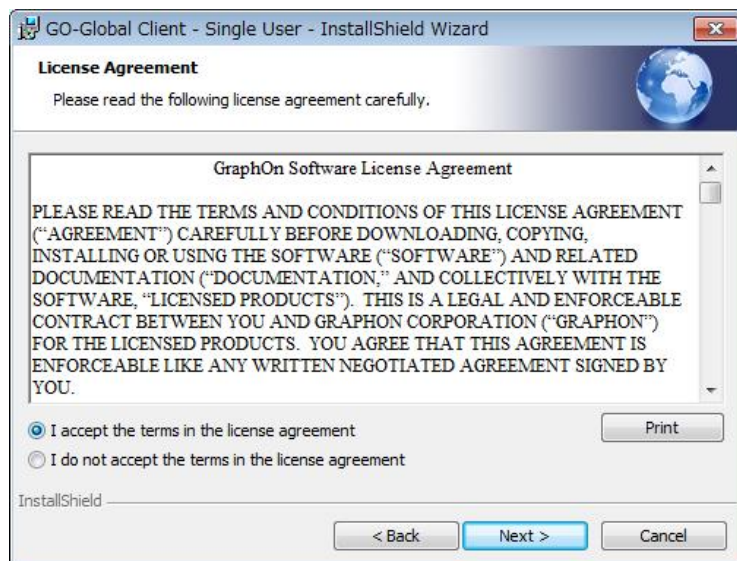 GO-Global Client - Single User - InstallShield Wizard
License Agreement
Please read the following license agreement carefully.
GraphOn Software License Agreement
PLEASE READ THE TERMS AND CONDITIONS OF THIS LICENSE AGREEMENT
(“AGREEMENT”) CAREFULLY BEFORE DOWNLOADING, COPYING,
INSTALLING OR USING THE SOFTWARE (“SOFTWARE”) AND RELATED
DOCUMENTATION (“DOCUMENTATION,” AND COLLECTIVELY WITH THE
SOFTWARE, “LICENSED PRODUCTS”).  THIS IS A LEGAL AND ENFORCEABLE
CONTRACT BETWEEN YOU AND GRAPHON CORPORATION (“GRAPHON”)
FOR THE LICENSED PRODUCTS.  YOU AGREE THAT THIS AGREEMENT IS
ENFORCEABLE LIKE ANY WRITTEN NEGOTIATED AGREEMENT SIGNED BY
YOU.
I accept the terms in the license agreement
Print
I do not accept the terms in the license agreement
InstallShield
< Back
Next >
Cancel